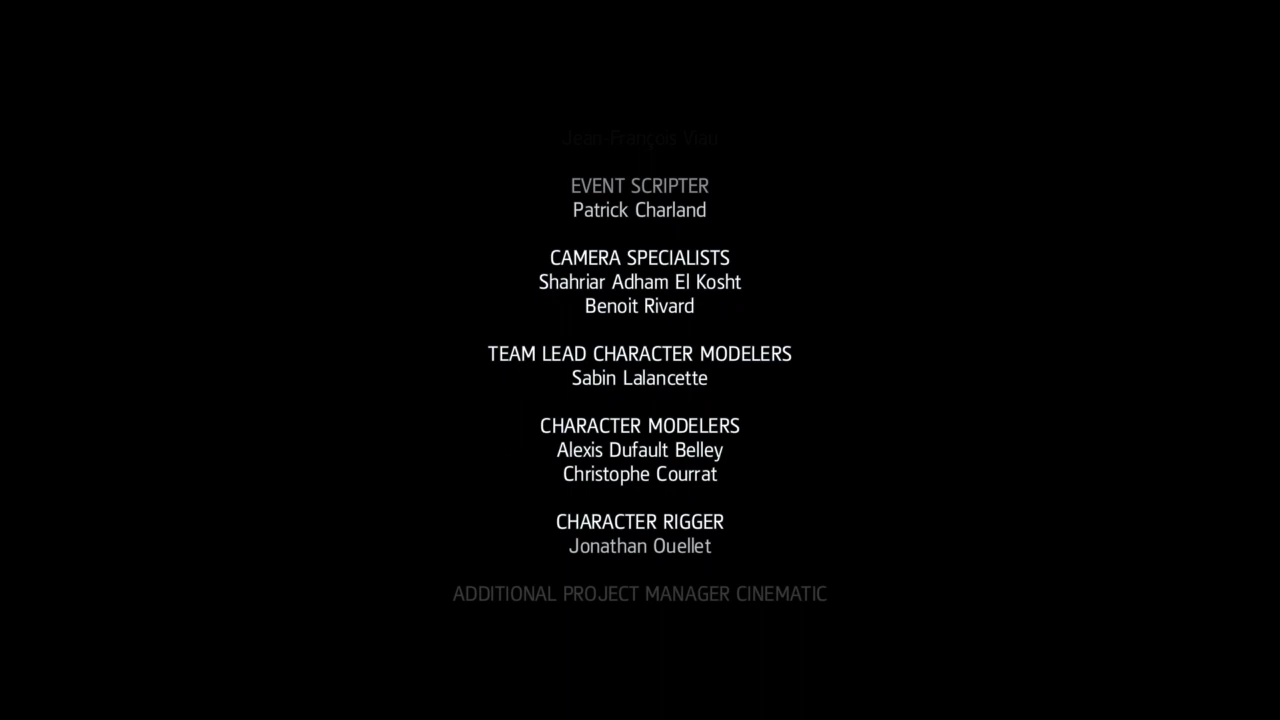 Jean-François Viau
EVENT SCRIPTER
Patrick Charland
CAMERA SPECIALISTS
Shahriar Adham El Kosht
Benoit Rivard
TEAM LEAD CHARACTER MODELERS
Sabin Lalancette
CHARACTER MODELERS
Alexis Dufault Belley
Christophe Courrat
CHARACTER RIGGER
Jonathan Ouellet
ADDITIONAL PROJECT MANAGER CINEMATIC